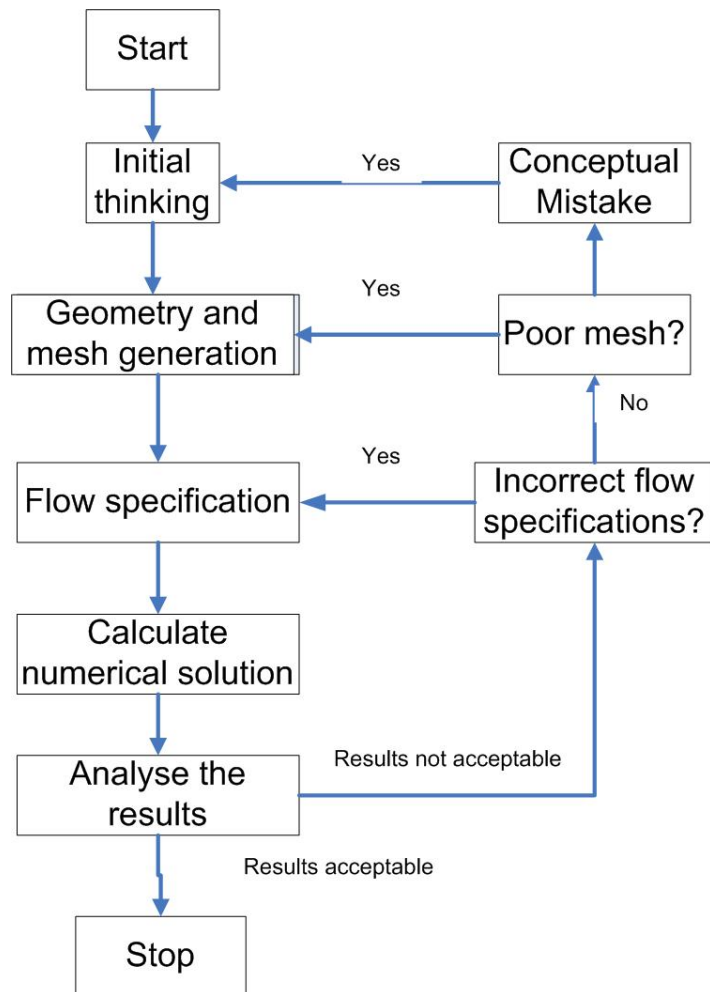 Start
Initial
thinking
Yes
Conceptual
Mistake
Geometry and
mesh generation
Yes
Poor mesh?
No
Flow specification
Yes
Incorrect flow
specifications?
Calculate
numerical solution
Analyse the
results
Results not acceptable
Results acceptable
Stop